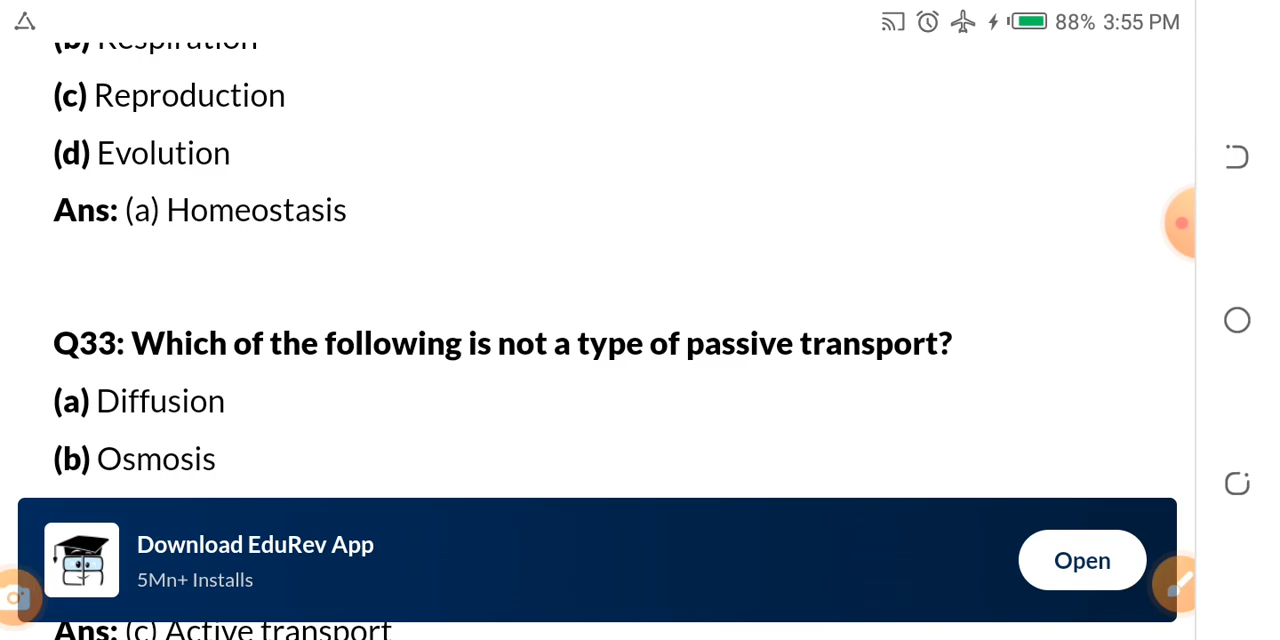 88% 3:55 PM
(b) Respiration
(c) Reproduction
(d) Evolution
Ans: (a) Homeostasis
Q33: Which of the following is not a type of passive transport?
(a) Diffusion
(b) Osmosis
Download EduRev App
5Mn+ Installs
Open
Ans: (c) Active transport